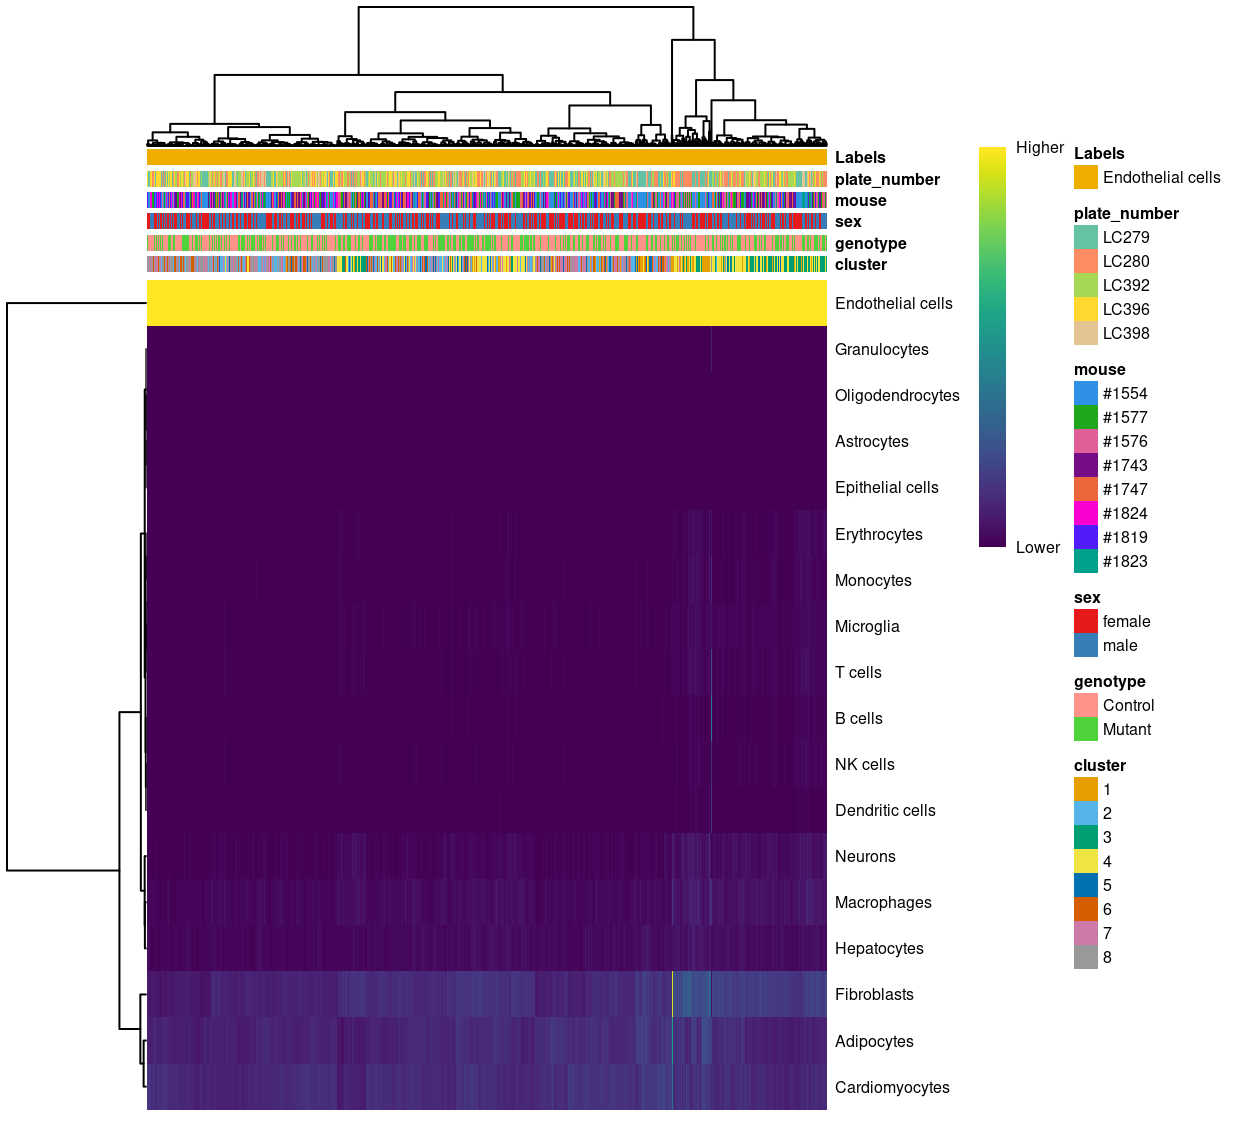 Labels
plate_number
mouse
sex
genotype
cluster
Endothelial cells
Granulocytes
Oligodendrocytes
Astrocytes
Epithelial cells
Erythrocytes
Monocytes
Microglia
T cells
B cells
NK cells
Dendritic cells
Neurons
Macrophages
Hepatocytes
Fibroblasts
Adipocytes
Cardiomyocytes
Higher
Lower
Labels
Endothelial cells
plate_number
LC279
LC280
LC392
LC396
LC398
mouse
#1554
#1577
#1576
#1743
#1747
#1824
#1819
#1823
sex
female
male
genotype
Control
Mutant
cluster
1
2
3
4
5
6
7
8